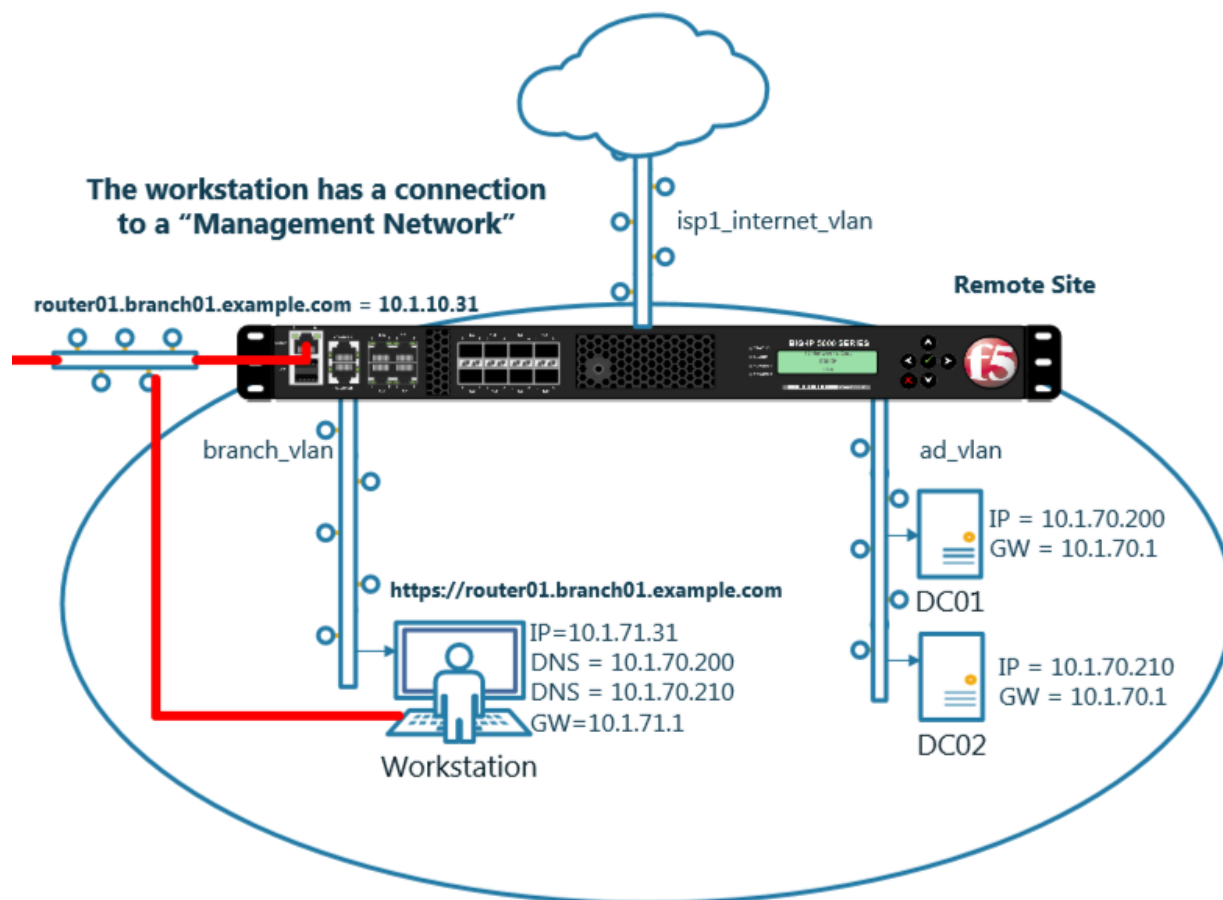 The workstation has a connection
to a “Management Network”
isp1_internet_vlan
router01.branch01.example.com = 10.1.10.31
Remote Site
BIG-IP 5000 SERIES
f5
branch_vlan
ad_vlan
IP = 10.1.70.200
GW = 10.1.70.1
DC01
https://router01.branch01.example.com
IP=10.1.71.31
DNS = 10.1.70.200
DNS = 10.1.70.210
GW=10.1.71.1
Workstation
IP = 10.1.70.210
GW = 10.1.70.1
DC02